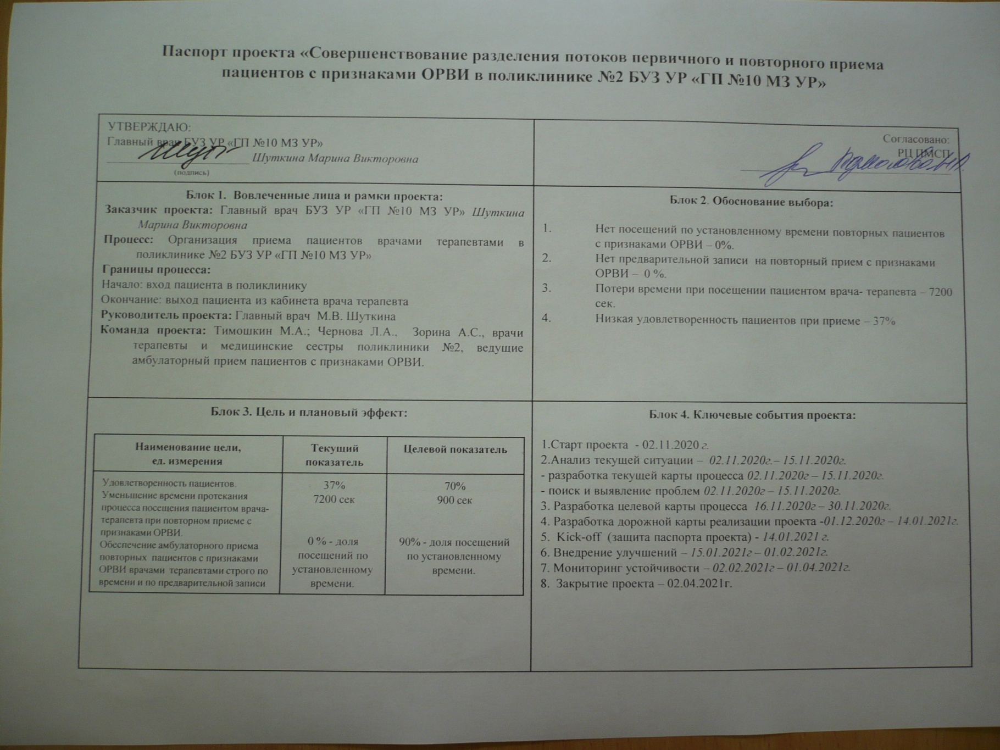 Паспорт проекта «Совершенствование разделения потоков первичного и повторного приема
пациентов с признаками ОРВИ в поликлинике №2 БУЗ УР «ГП №10 МЗ УР»
УТВЕРЖДАЮ:
Главный врач БУЗ УР «ГП №10 МЗ УР»
Шуткина Марина Викторовна
(подпись)
Согласовано:
РЦ ПМСП
Блок 1. Вовлеченные лица и рамки проекта:
Заказчик проекта: Главный врач БУЗ УР «ГП №10 МЗ УР» Шуткина
Марина Викторовна
Процесс: Организация приема пациентов врачами терапевтами в
поликлинике №2 БУЗ УР «ГП №10 МЗ УР»
Границы процесса:
Начало: вход пациента в поликлинику
Окончание: выход пациента из кабинета врача терапевта
Руководитель проекта: Главный врач М.В. Шуткина
Команда проекта: Тимошкин М.А.; Чернова Л.А., Зорина А.С., врачи
терапевты и медицинские сестры поликлиники №2, ведущие
амбулаторный прием пациентов с признаками ОРВИ.
Блок 2. Обоснование выбора:
1. Нет посещений по установленному времени повторных пациентов
с признаками ОРВИ – 0%.
2. Нет предварительной записи на повторный прием с признаками
ОРВИ – 0 %.
3. Потери времени при посещении пациентом врача- терапевта – 7200
сек.
4. Низкая удовлетворенность пациентов при приеме – 37%
Блок 3. Цель и плановый эффект:
Наименование цели,
ед. измерения
Текущий
показатель
Целевой показатель
Удовлетворенность пациентов.
Уменьшение времени протекания
процесса посещения пациентом врача-
терапевта при повторном приеме с
признаками ОРВИ.
Обеспечение амбулаторного приема
повторных пациентов с признаками
ОРВИ врачами терапевтами строго по
времени и по предварительной записи
37%
7200 сек
0 % - доля
посещений по
установленному
времени.
70%
900 сек
90% - доля посещений
по установленному
времени.
Блок 4. Ключевые события проекта:
1.Старт проекта - 02.11.2020 г.
2.Анализ текущей ситуации – 02.11.2020г.– 15.11.2020г.
- разработка текущей карты процесса 02.11.2020г – 15.11.2020г.
- поиск и выявление проблем 02.11.2020г – 15.11.2020г.
3. Разработка целевой карты процесса 16.11.2020г – 30.11.2020г.
4. Разработка дорожной карты реализации проекта -01.12.2020г – 14.01.2021г.
5. Kick-off (защита паспорта проекта) - 14.01.2021 г.
6. Внедрение улучшений – 15.01.2021г – 01.02.2021г.
7. Мониторинг устойчивости – 02.02.2021г – 01.04.2021г.
8. Закрытие проекта – 02.04.2021г.